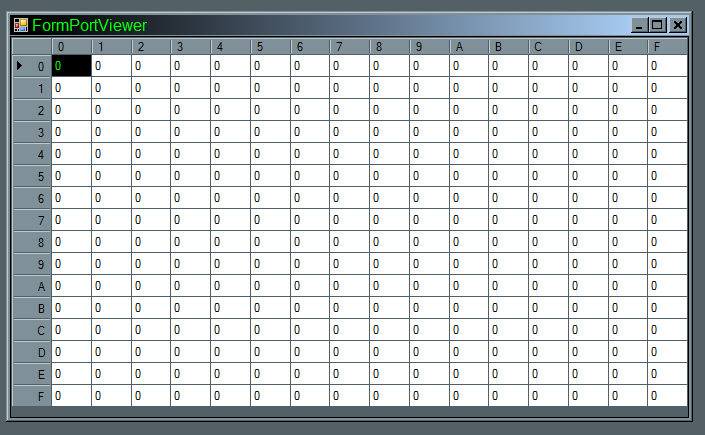 FormPortViewer
0 1 2 3 4 5 6 7 8 9 A B C D E F
0 0 0 0 0 0 0 0 0 0 0 0 0 0 0 0 0
1 0 0 0 0 0 0 0 0 0 0 0 0 0 0 0 0
2 0 0 0 0 0 0 0 0 0 0 0 0 0 0 0 0
3 0 0 0 0 0 0 0 0 0 0 0 0 0 0 0 0
4 0 0 0 0 0 0 0 0 0 0 0 0 0 0 0 0
5 0 0 0 0 0 0 0 0 0 0 0 0 0 0 0 0
6 0 0 0 0 0 0 0 0 0 0 0 0 0 0 0 0
7 0 0 0 0 0 0 0 0 0 0 0 0 0 0 0 0
8 0 0 0 0 0 0 0 0 0 0 0 0 0 0 0 0
9 0 0 0 0 0 0 0 0 0 0 0 0 0 0 0 0
A 0 0 0 0 0 0 0 0 0 0 0 0 0 0 0 0
B 0 0 0 0 0 0 0 0 0 0 0 0 0 0 0 0
C 0 0 0 0 0 0 0 0 0 0 0 0 0 0 0 0
D 0 0 0 0 0 0 0 0 0 0 0 0 0 0 0 0
E 0 0 0 0 0 0 0 0 0 0 0 0 0 0 0 0
F 0 0 0 0 0 0 0 0 0 0 0 0 0 0 0 0